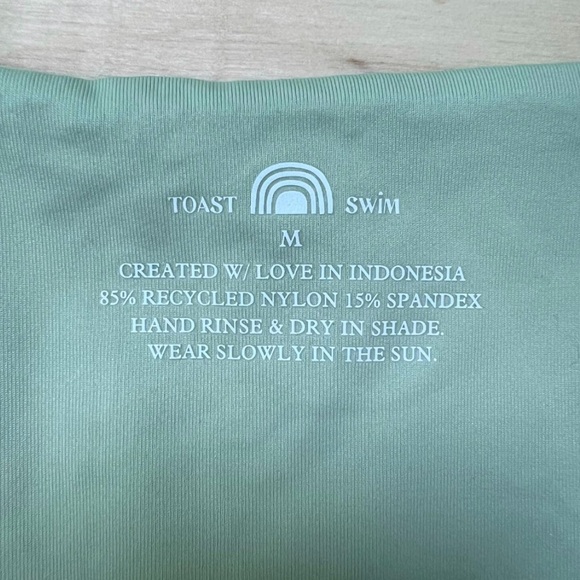 TOAST SWiM
M
CREATED W/ LOVE IN INDONESIA
85% RECYCLED NYLON 15% SPANDEX
HAND RINSE & DRY IN SHADE.
WEAR SLOWLY IN THE SUN.